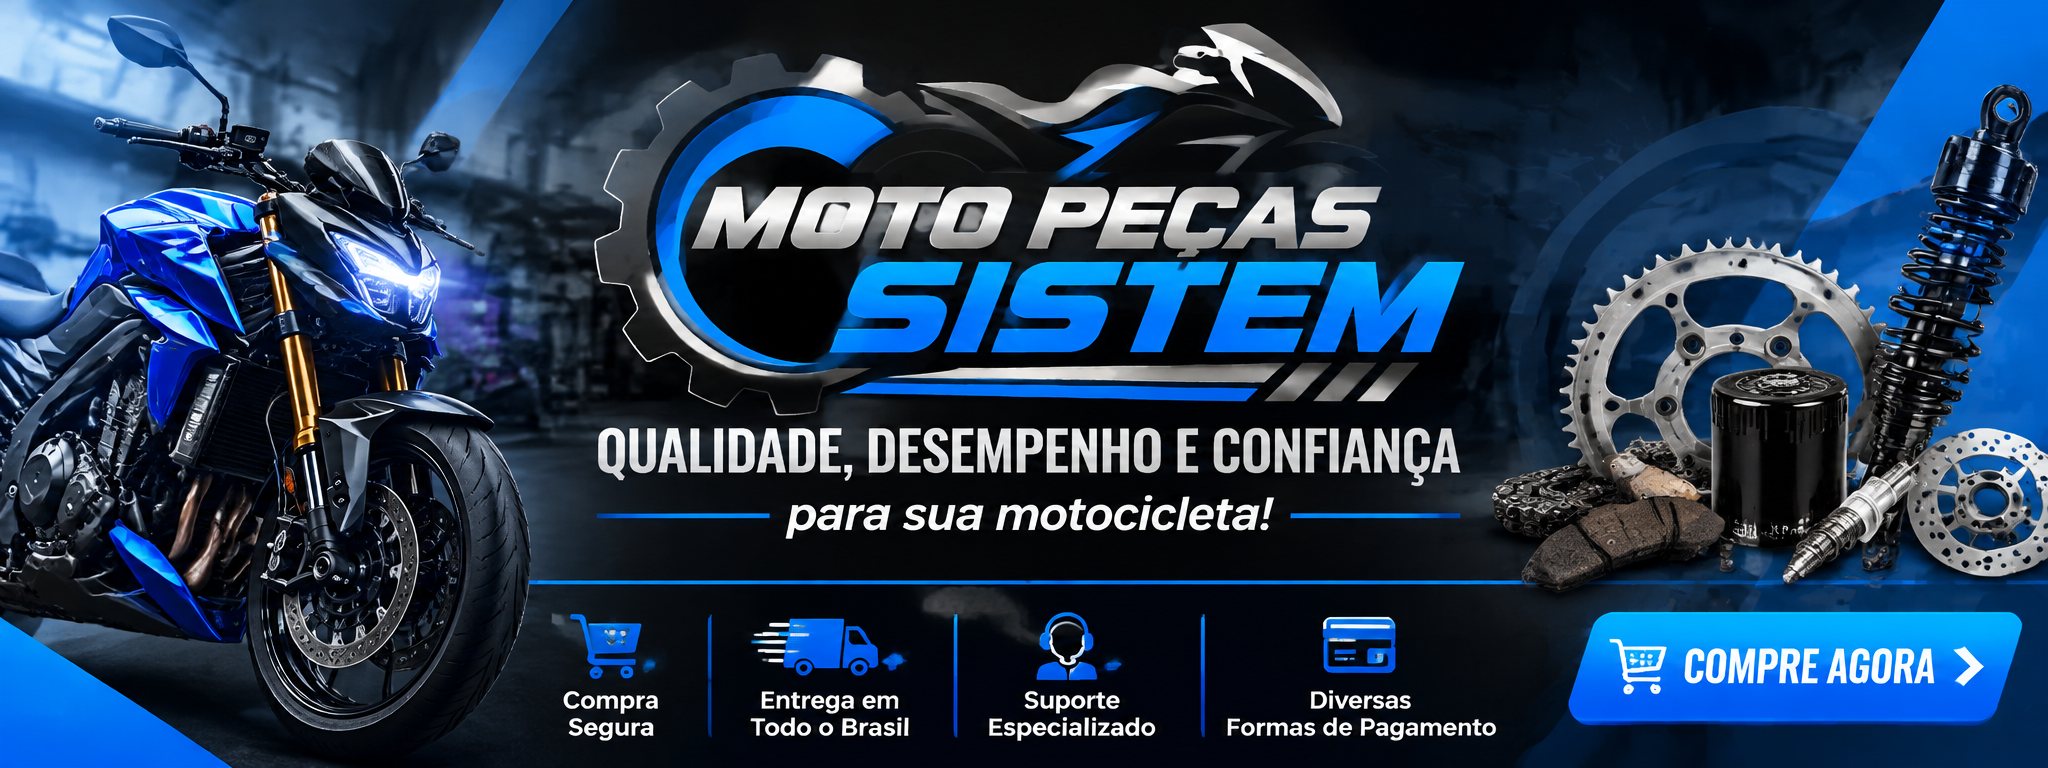 MOTO PEÇAS
SISTEM
QUALIDADE, DESEMPENHO E CONFIANÇA
para sua motocicleta!
Compra
Segura
Entrega em
Todo o Brasil
Suporte
Especializado
Diversas
Formas de Pagamento
COMPRE AGORA